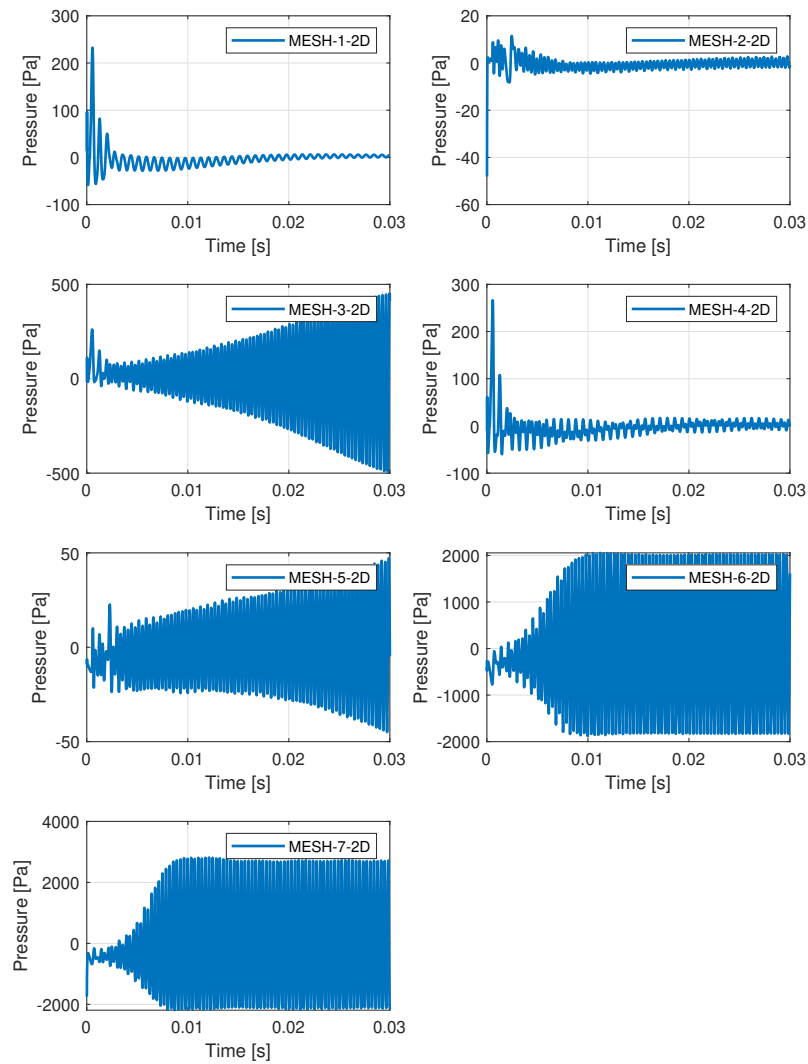 MESH-1-2D
300
200
100
0
-100
Pressure [Pa]
0 0.01 0.02 0.03
Time [s]
MESH-2-2D
20
0
-20
-40
-60
Pressure [Pa]
0 0.01 0.02 0.03
Time [s]
MESH-3-2D
500
0
-500
Pressure [Pa]
0 0.01 0.02 0.03
Time [s]
MESH-4-2D
300
200
100
0
-100
Pressure [Pa]
0 0.01 0.02 0.03
Time [s]
MESH-5-2D
50
0
-50
Pressure [Pa]
0 0.01 0.02 0.03
Time [s]
MESH-6-2D
2000
1000
0
-1000
-2000
Pressure [Pa]
0 0.01 0.02 0.03
Time [s]
MESH-7-2D
4000
2000
0
-2000
Pressure [Pa]
0 0.01 0.02 0.03
Time [s]